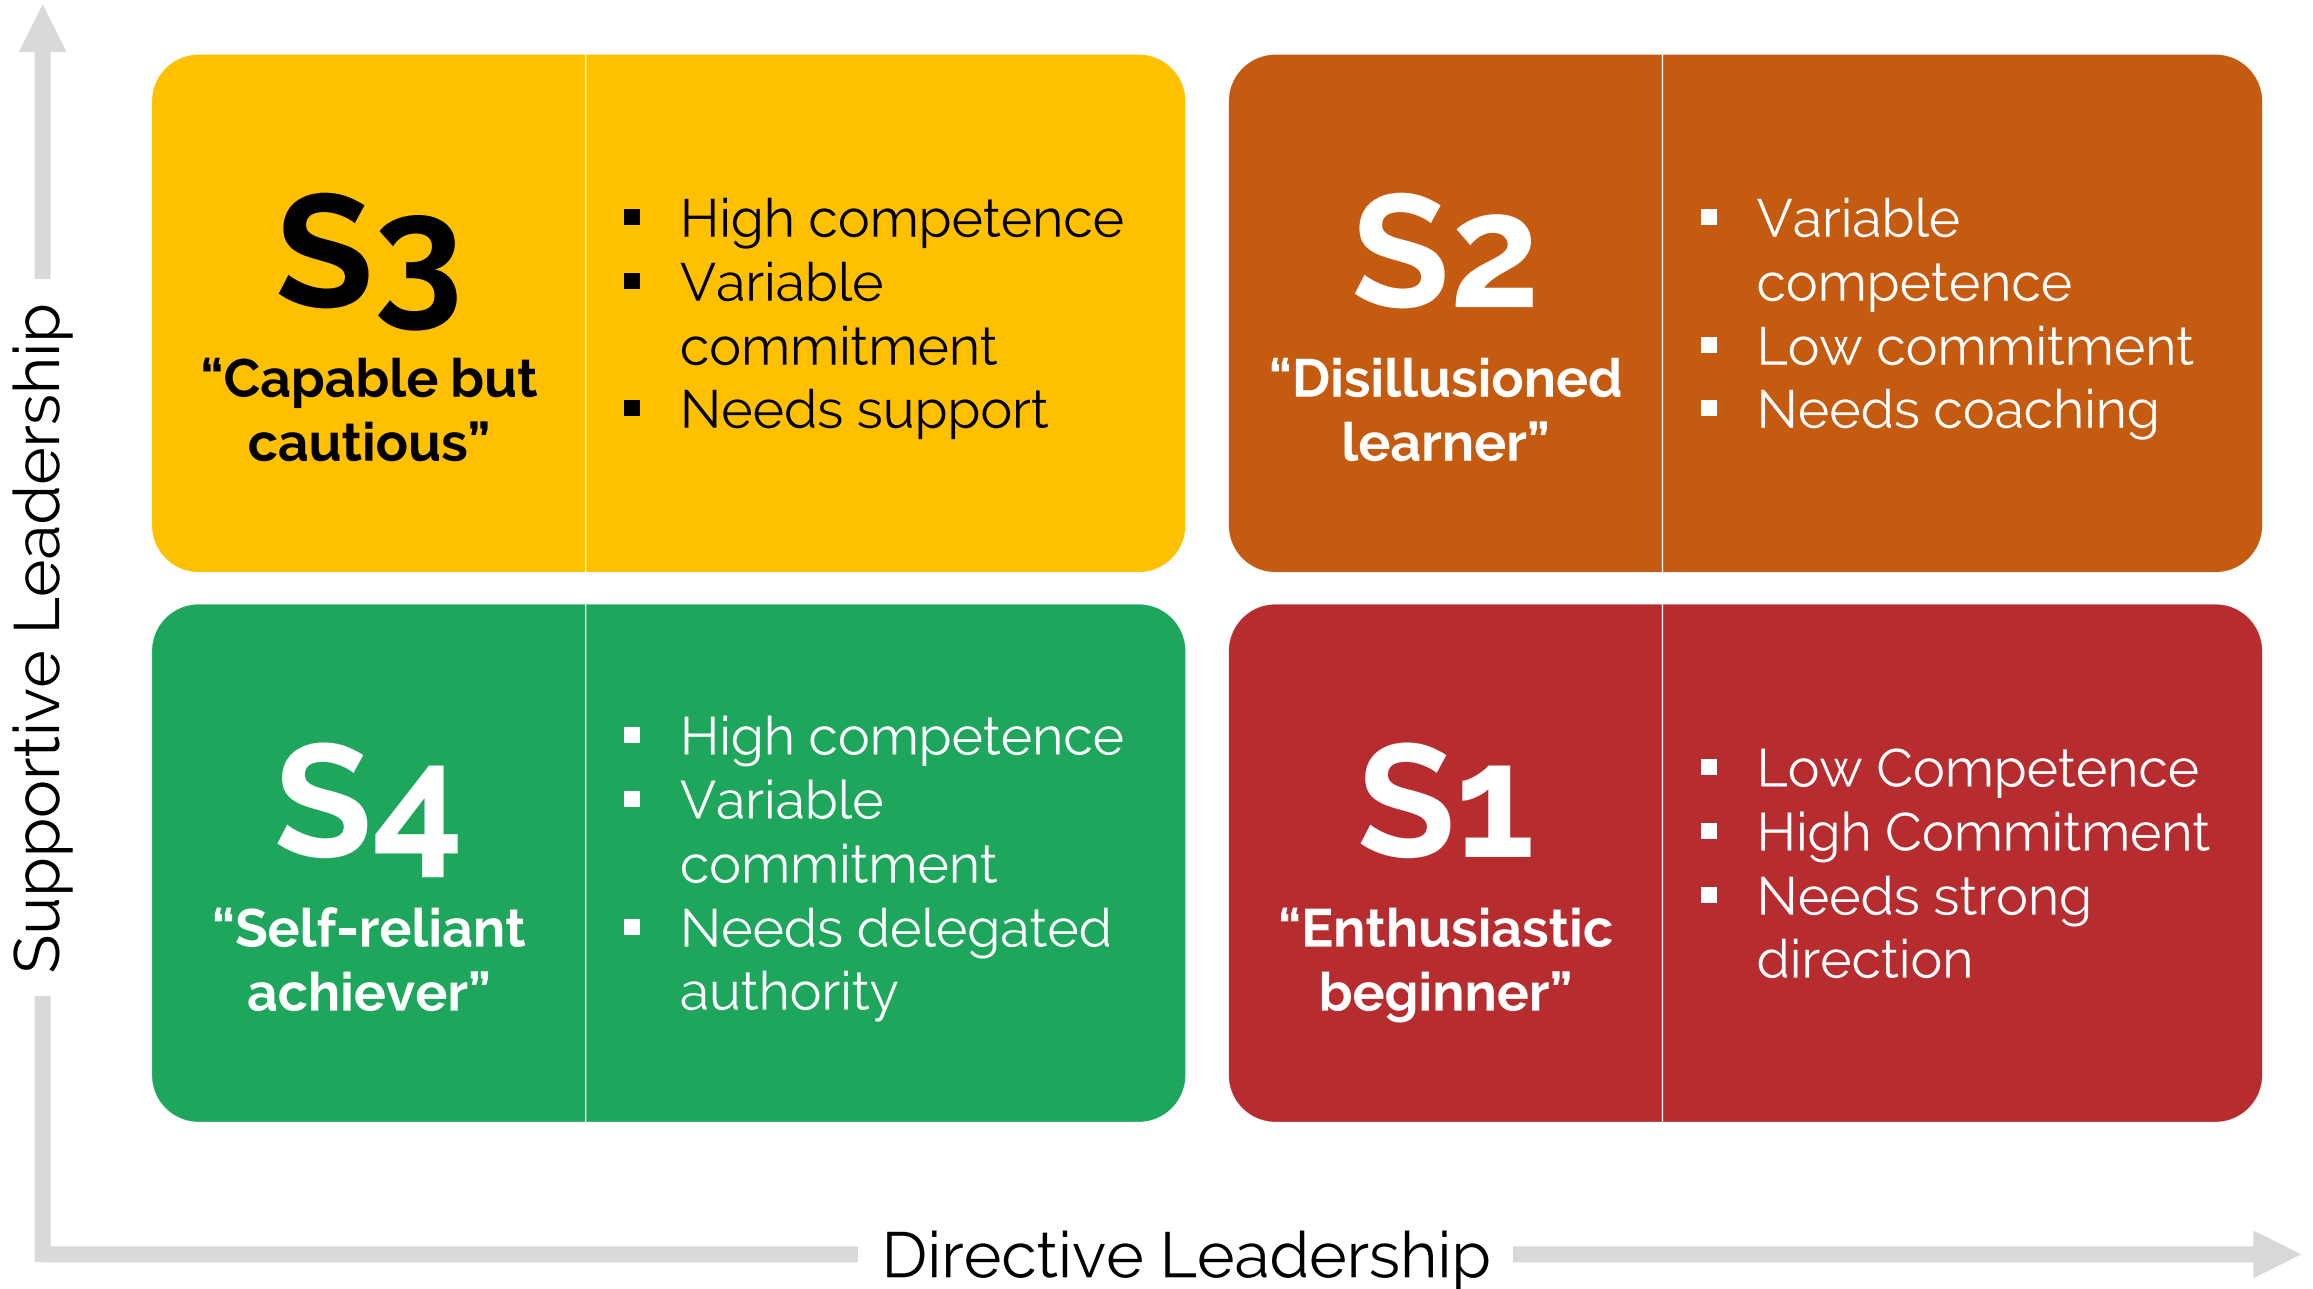 Supportive Leadership
S3
“Capable but
cautious”
▪ High competence
▪ Variable
commitment
▪ Needs support
S2
“Disillusioned
learner”
▪ Variable
competence
▪ Low commitment
▪ Needs coaching
S4
“Self-reliant
achiever”
▪ High competence
▪ Variable
commitment
▪ Needs delegated
authority
S1
“Enthusiastic
beginner”
▪ Low Competence
▪ High Commitment
▪ Needs strong
direction
Directive Leadership